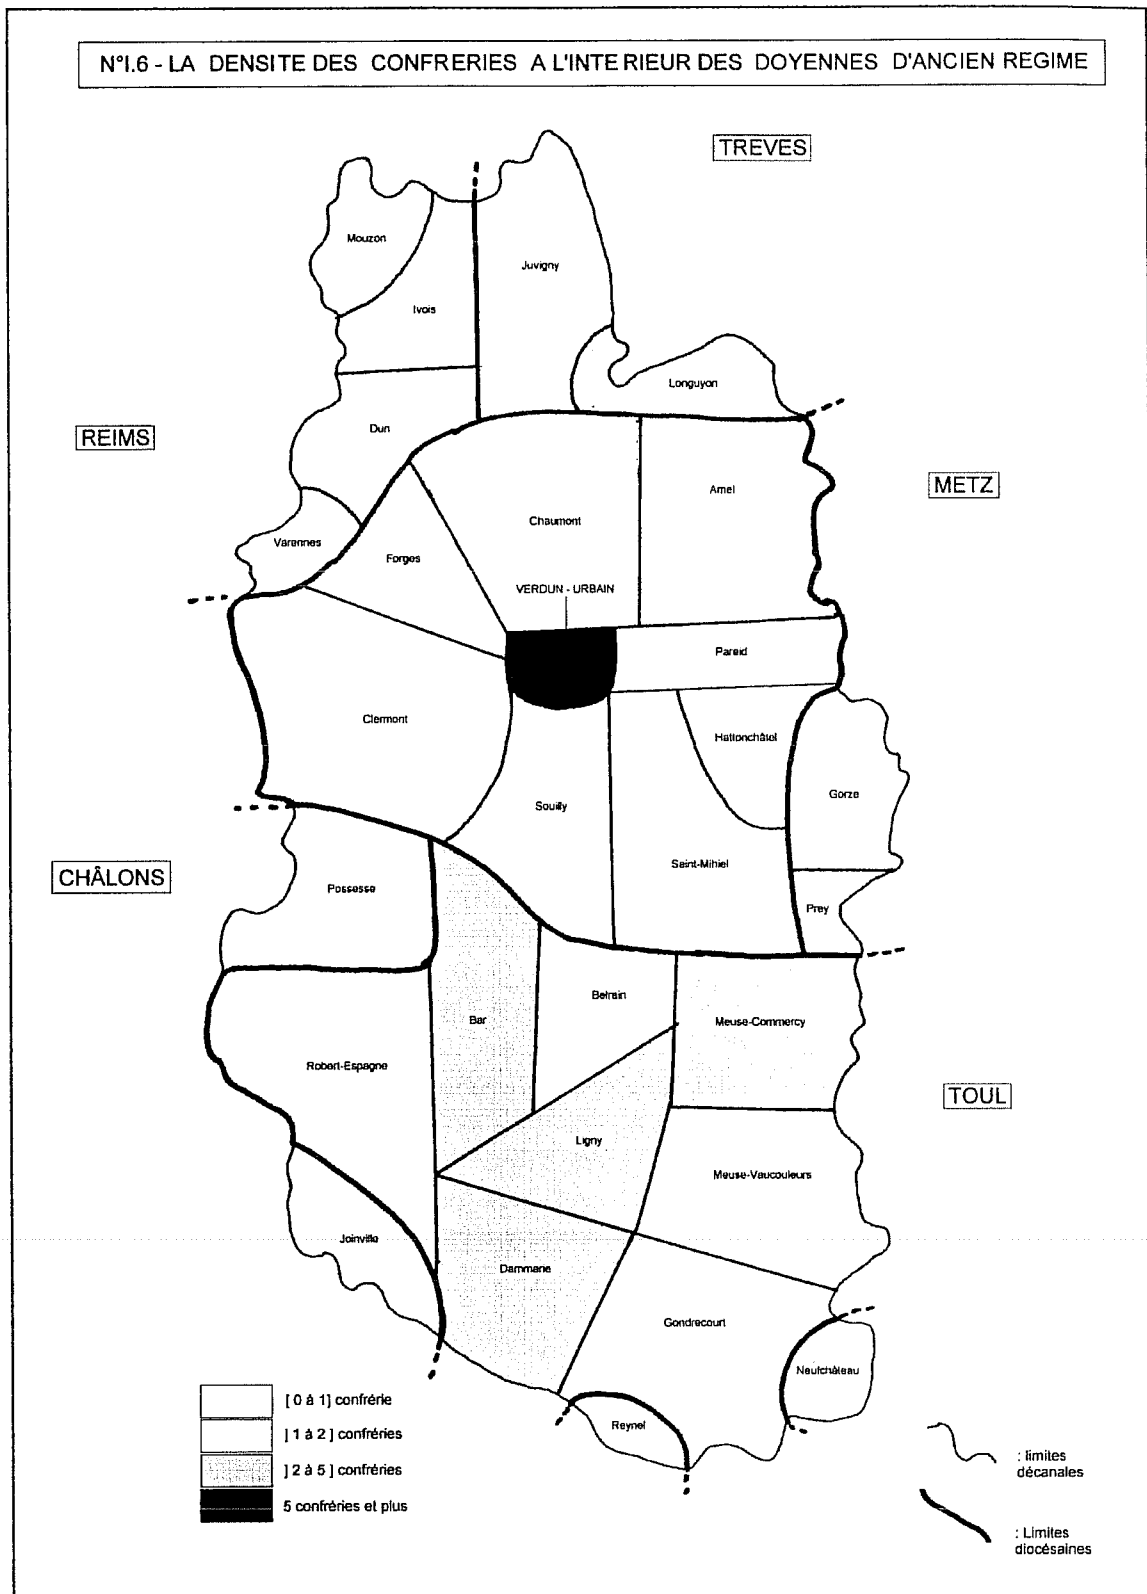 N°I.6 - LA DENSITE DES CONFRERIES A L'INTE RIEUR DES DOYENNES D'ANCIEN REGIME
TREVES
Mouzon
Juvigny
Ivois
Longuyon
Dun
REIMS
METZ
Amel
Chaumont
Varennes
Forges
VERDUN - URBAIN
Pareid
Clermont
Hattonchâtel
Gorze
Souilly
Saint-Mihiel
CHÂLONS
Possesse
Prey
Belrain
Bar
Meuse-Commercy
Robert-Espagne
TOUL
Ligny
Meuse-Vaucouleurs
Joinville
Dammarie
Gondrecourt
Neufchâteau
Reynel
[ 0 à 1] confrérie
] 1 à 2 ] confréries
] 2 à 5 ] confréries
5 confréries et plus
: limites
décanales
: Limites
diocésaines